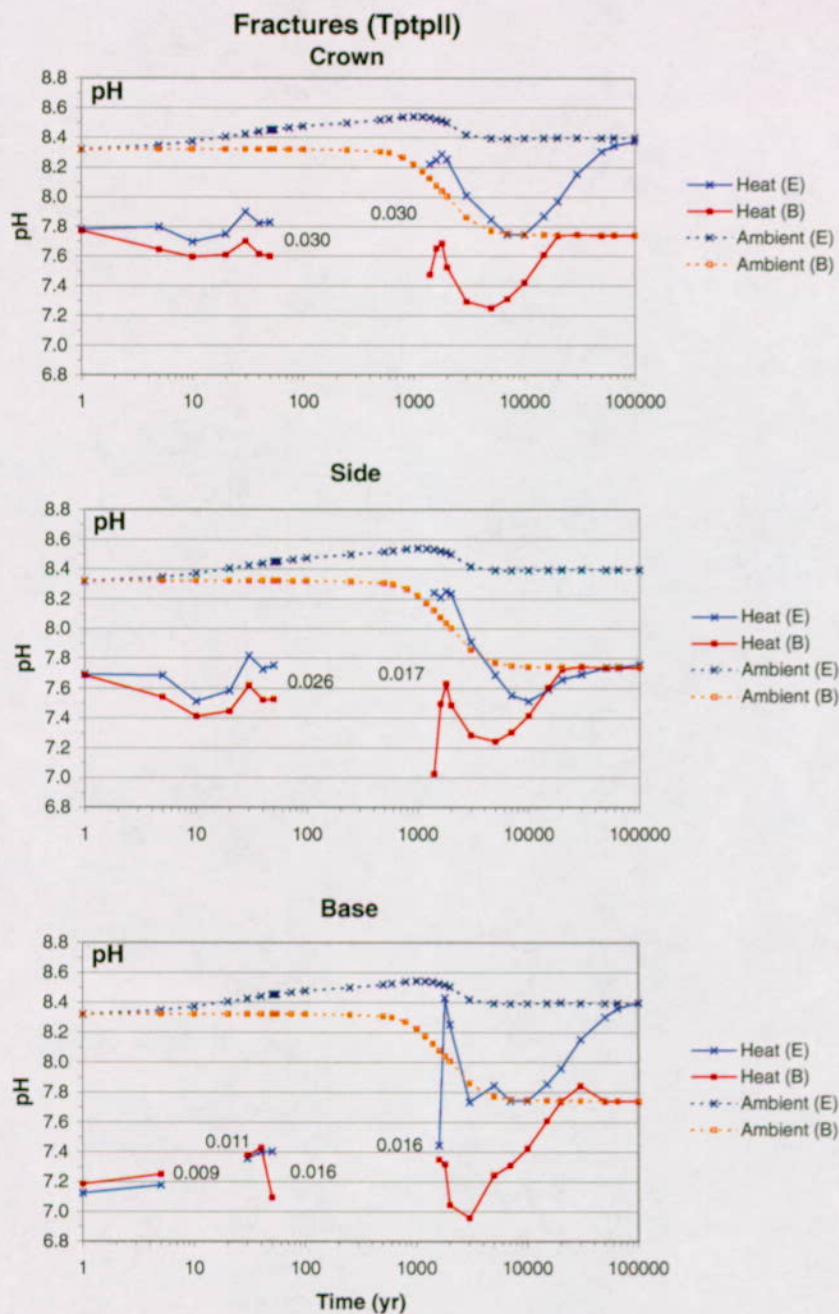 Fractures (Tptpll)
Crown
pH
8.8
8.6
8.4
8.2
8.0
7.8
7.6
7.4
7.2
7.0
6.8
pH
0.030
0.030
1
10
100
1000
10000
100000
Heat (E)
Heat (B)
Ambient (E)
Ambient (B)
Side
pH
8.8
8.6
8.4
8.2
8.0
7.8
7.6
7.4
7.2
7.0
6.8
pH
0.026
0.017
1
10
100
1000
10000
100000
Heat (E)
Heat (B)
Ambient (E)
Ambient (B)
Base
pH
8.8
8.6
8.4
8.2
8.0
7.8
7.6
7.4
7.2
7.0
6.8
pH
0.009
0.011
0.016
0.016
1
10
100
1000
10000
100000
Time (yr)
Heat (E)
Heat (B)
Ambient (E)
Ambient (B)